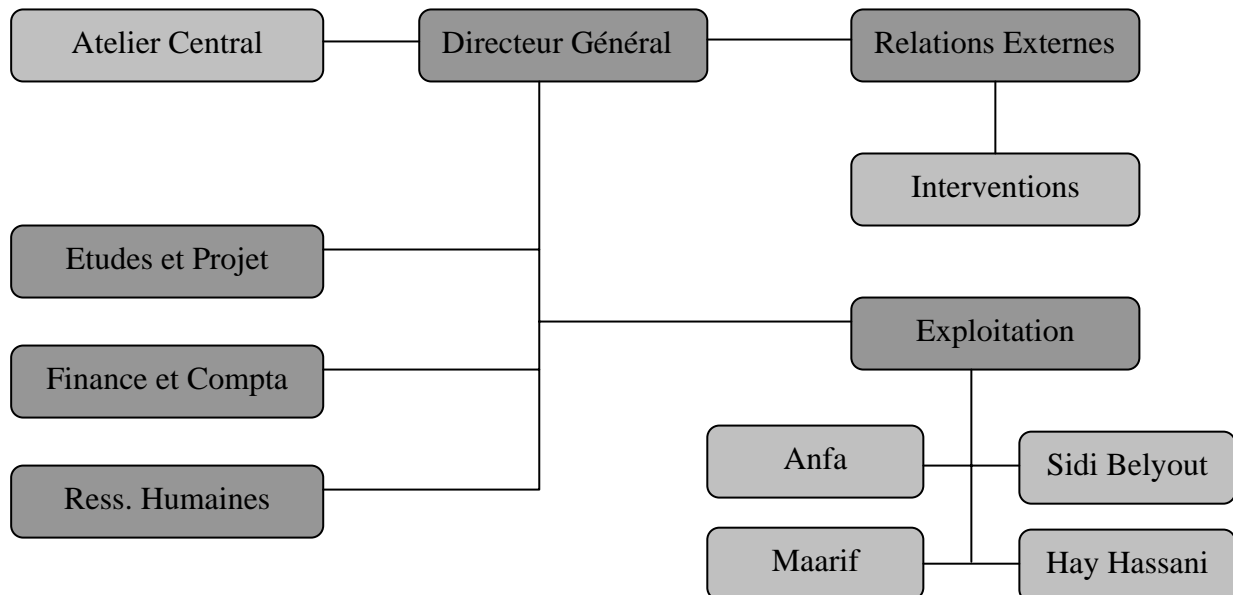 Atelier Central
Directeur Général
Relations Externes
Interventions
Etudes et Projet
Exploitation
Finance et Compta
Anfa
Sidi Belyout
Ress. Humaines
Maarif
Hay Hassani